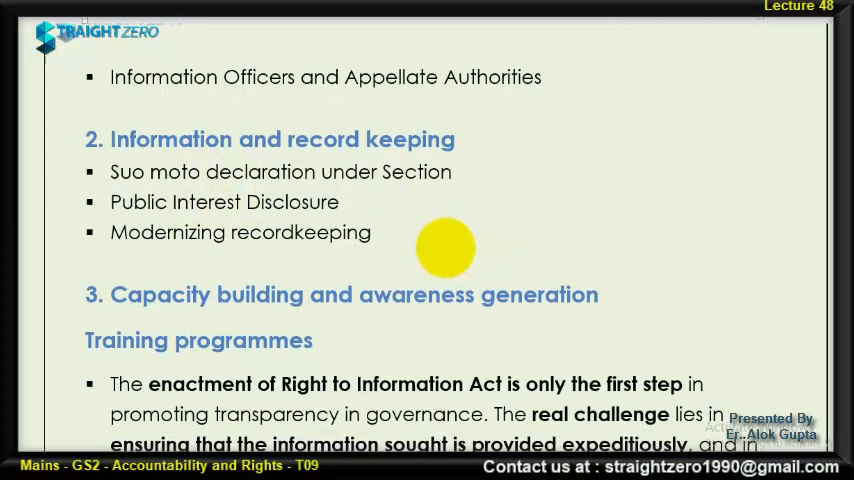 Lecture 48
STRAIGHTZERO
▪ Information Officers and Appellate Authorities
2. Information and record keeping
▪ Suo moto declaration under Section
▪ Public Interest Disclosure
▪ Modernizing recordkeeping
3. Capacity building and awareness generation
Training programmes
▪ The enactment of Right to Information Act is only the first step in
promoting transparency in governance. The real challenge lies in
ensuring that the information sought is provided expeditiously, and in
Presented By
Er. Alok Gupta
Mains - GS2 - Accountability and Rights - T09
Contact us at : straightzero1990@gmail.com